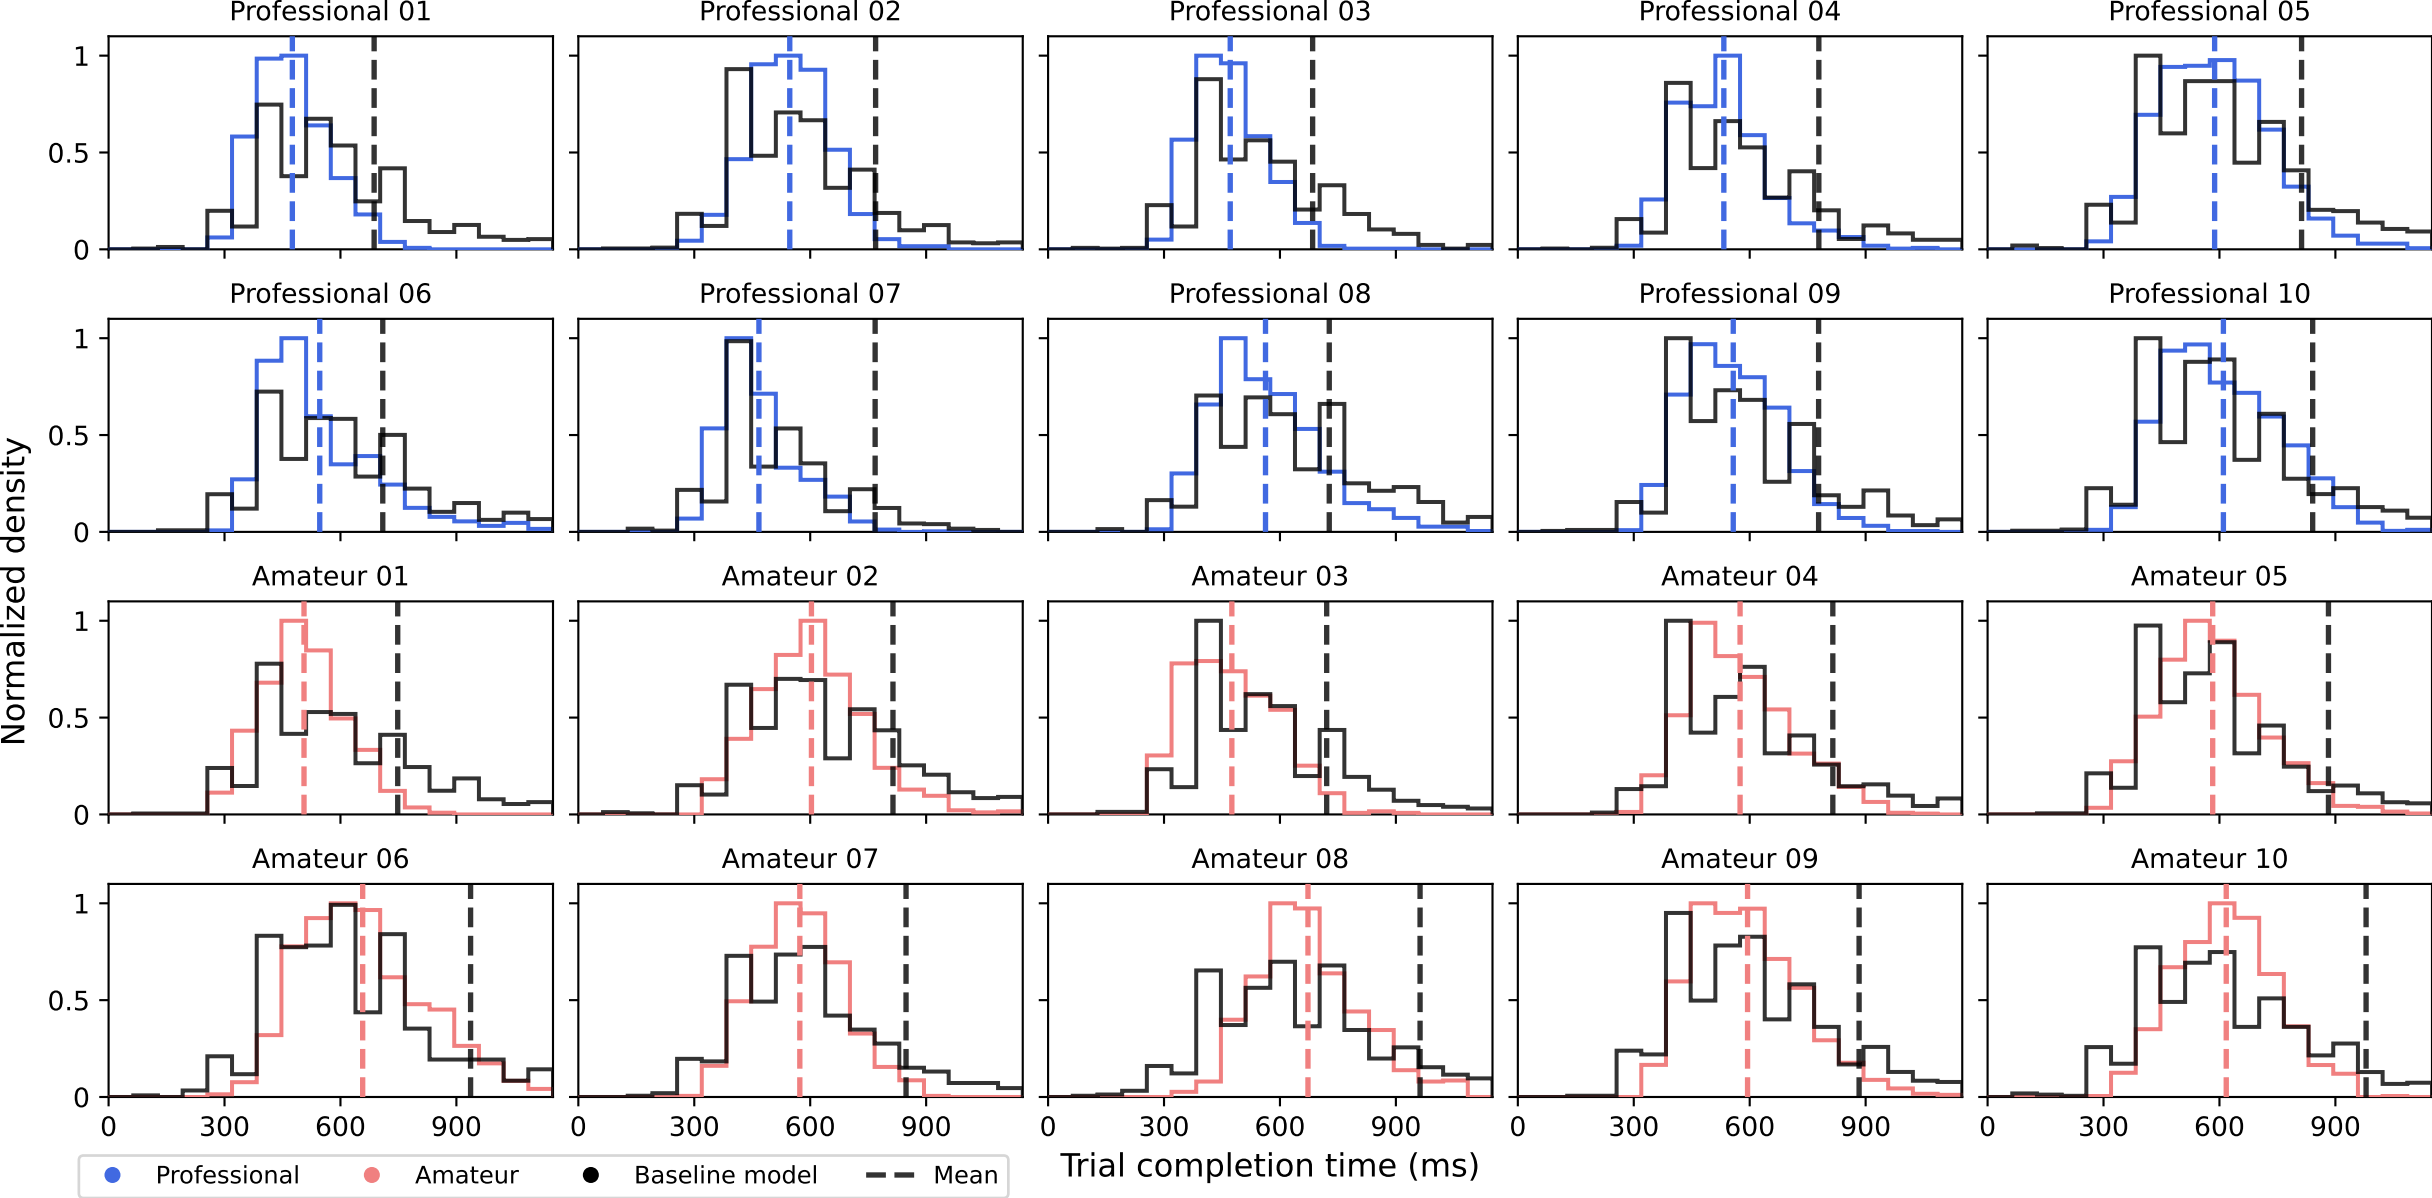 Professional 01
Professional 02
Professional 03
Professional 04
Professional 05
1
0.5
0
Professional 06
Professional 07
Professional 08
Professional 09
Professional 10
1
0.5
0
Normalized density
Amateur 01
Amateur 02
Amateur 03
Amateur 04
Amateur 05
1
0.5
0
Amateur 06
Amateur 07
Amateur 08
Amateur 09
Amateur 10
1
0.5
0
0 300 600 900
0 300 600 900
0 300 600 900
0 300 600 900
0 300 600 900
Trial completion time (ms)
Professional Amateur Baseline model Mean